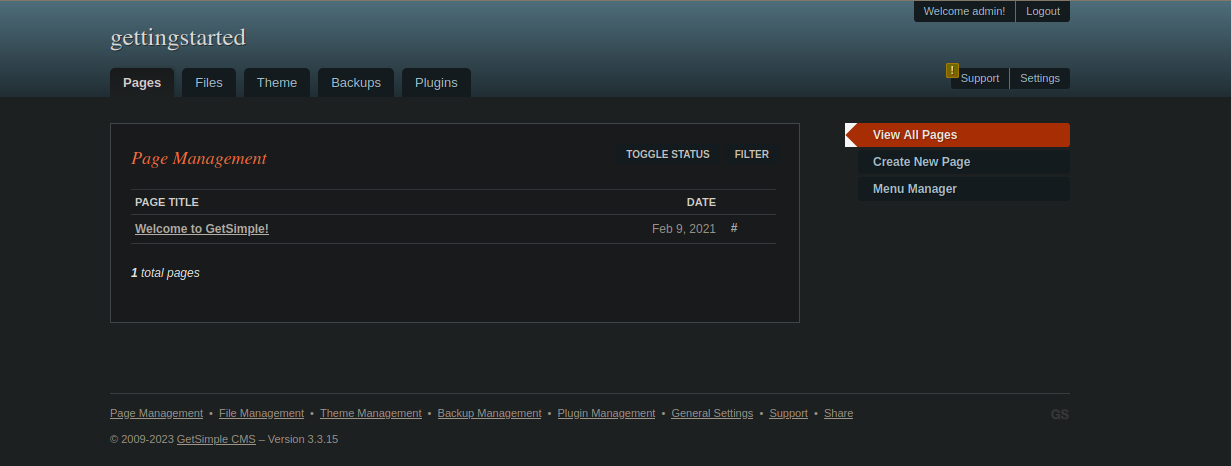 Welcome admin! Logout
gettingstarted
Pages Files Theme Backups Plugins
! Support Settings
Page Management
TOGGLE STATUS FILTER
PAGE TITLE DATE
Welcome to GetSimple! Feb 9, 2021 #
1 total pages
View All Pages
Create New Page
Menu Manager
Page Management • File Management • Theme Management • Backup Management • Plugin Management • General Settings • Support • Share
GS
© 2009-2023 GetSimple CMS – Version 3.3.15